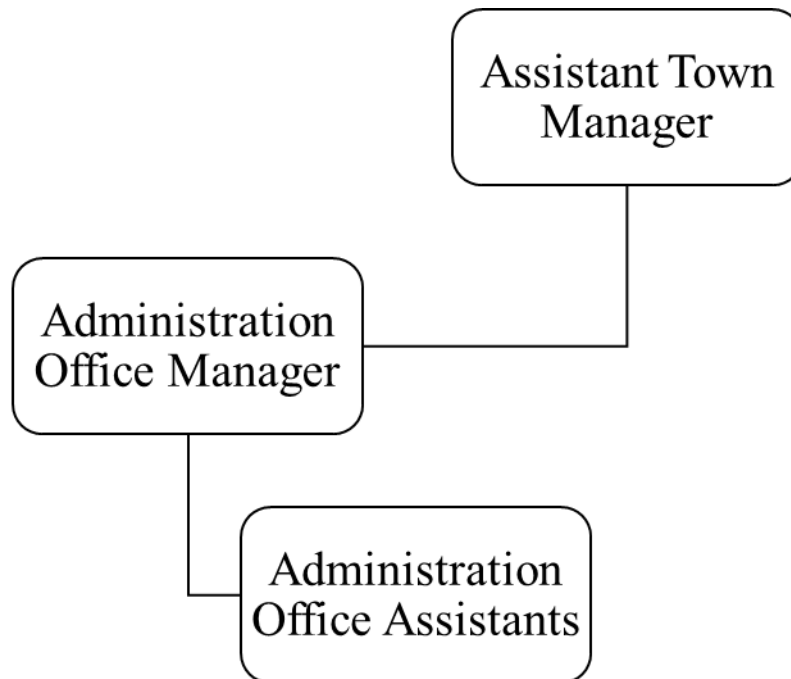 Assistant Town
Manager
Administration
Office Manager
Administration
Office Assistants